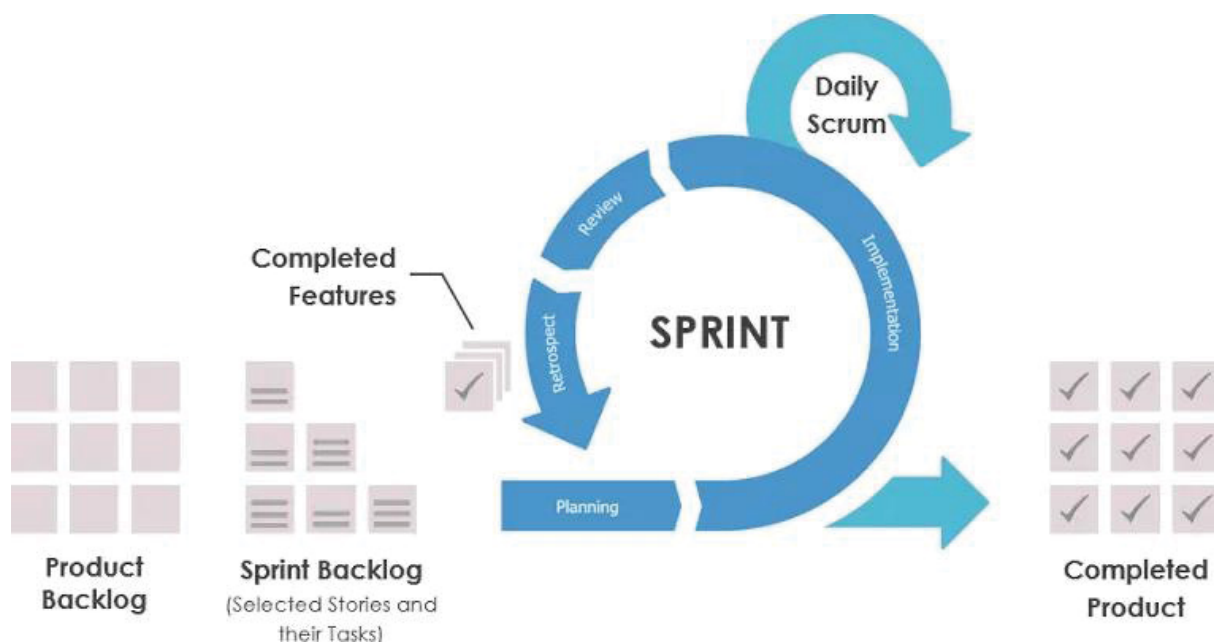 Daily
Scrum
Review
Implementation
Completed
Features
Retrospect
SPRINT
Planning
Product
Backlog
Sprint Backlog
(Selected Stories and
their Tasks)
Completed
Product